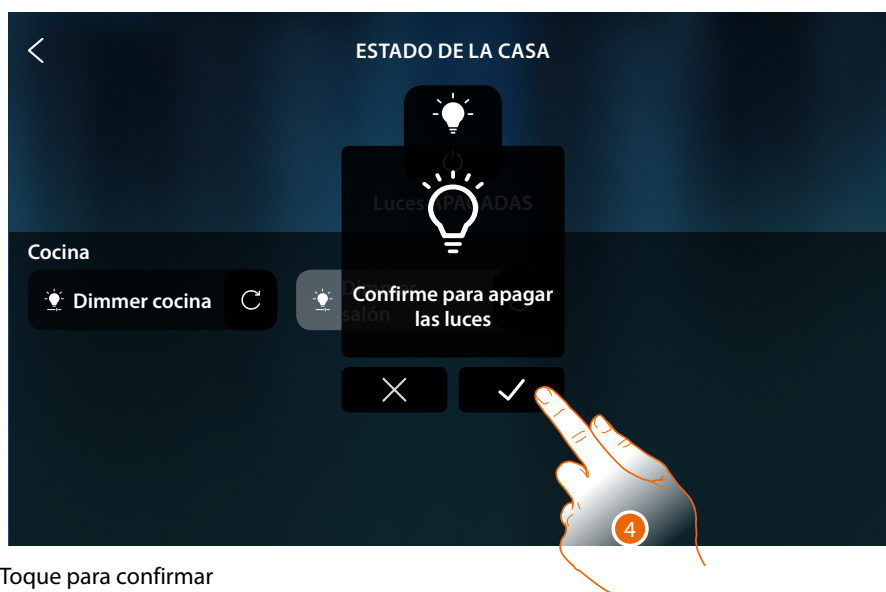 ESTADO DE LA CASA
Luces APAGADAS
Cocina
Dimmer cocina
Dimmer
salón
Confirme para apagar
las luces
4
Toque para confirmar